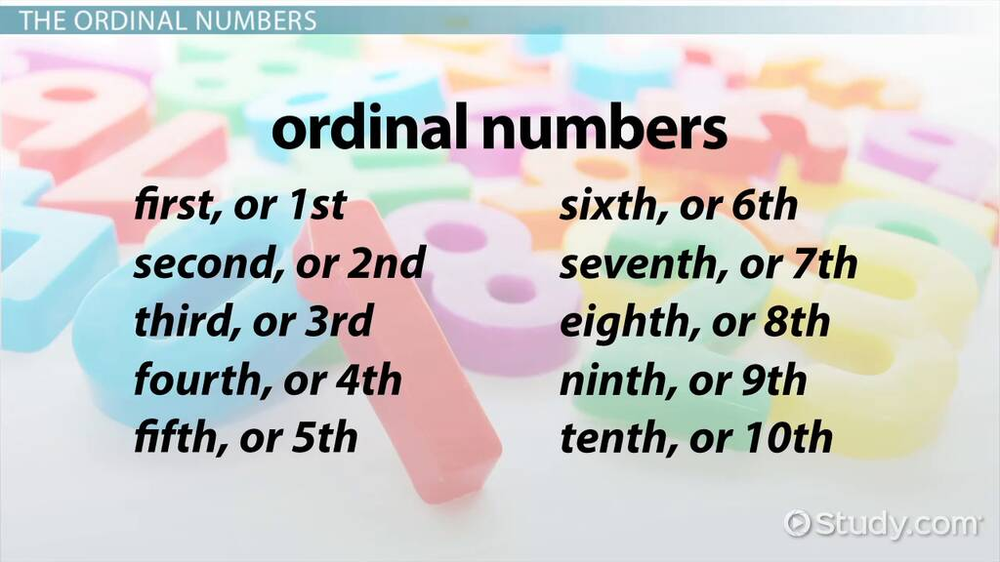 THE ORDINAL NUMBERS
ordinal numbers
first, or 1st
second, or 2nd
third, or 3rd
fourth, or 4th
fifth, or 5th
sixth, or 6th
seventh, or 7th
eighth, or 8th
ninth, or 9th
tenth, or 10th
Study.com